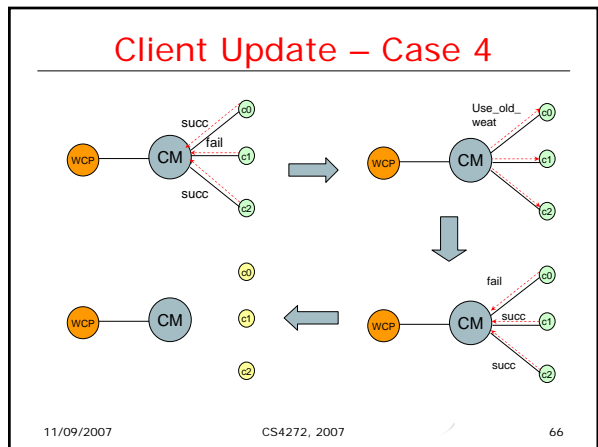 Client Update – Case 4
succ
fail
succ
WCP
CM
c0
c1
c2
Use_old_
weat
WCP
CM
c0
c1
c2
WCP
CM
c0
c1
c2
fail
succ
succ
WCP
CM
c0
c1
c2
11/09/2007 CS4272, 2007 66